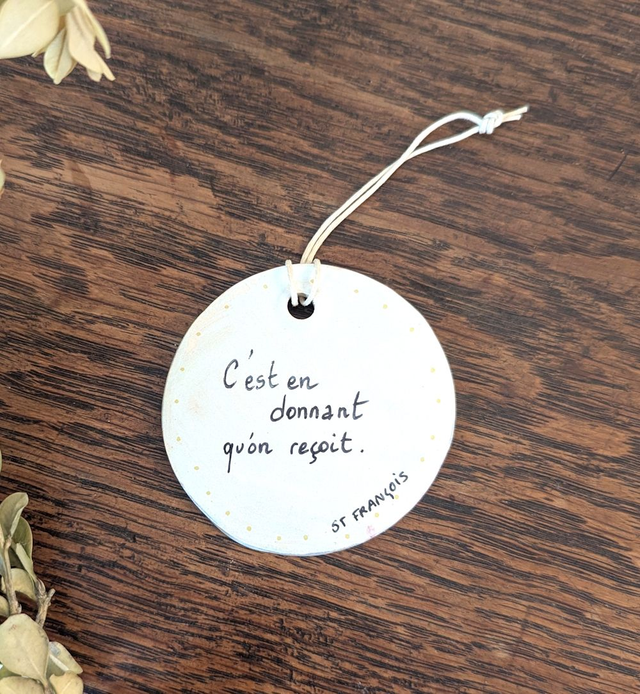 C'est en
donnant
qu'on reçoit.
ST FRANÇOIS